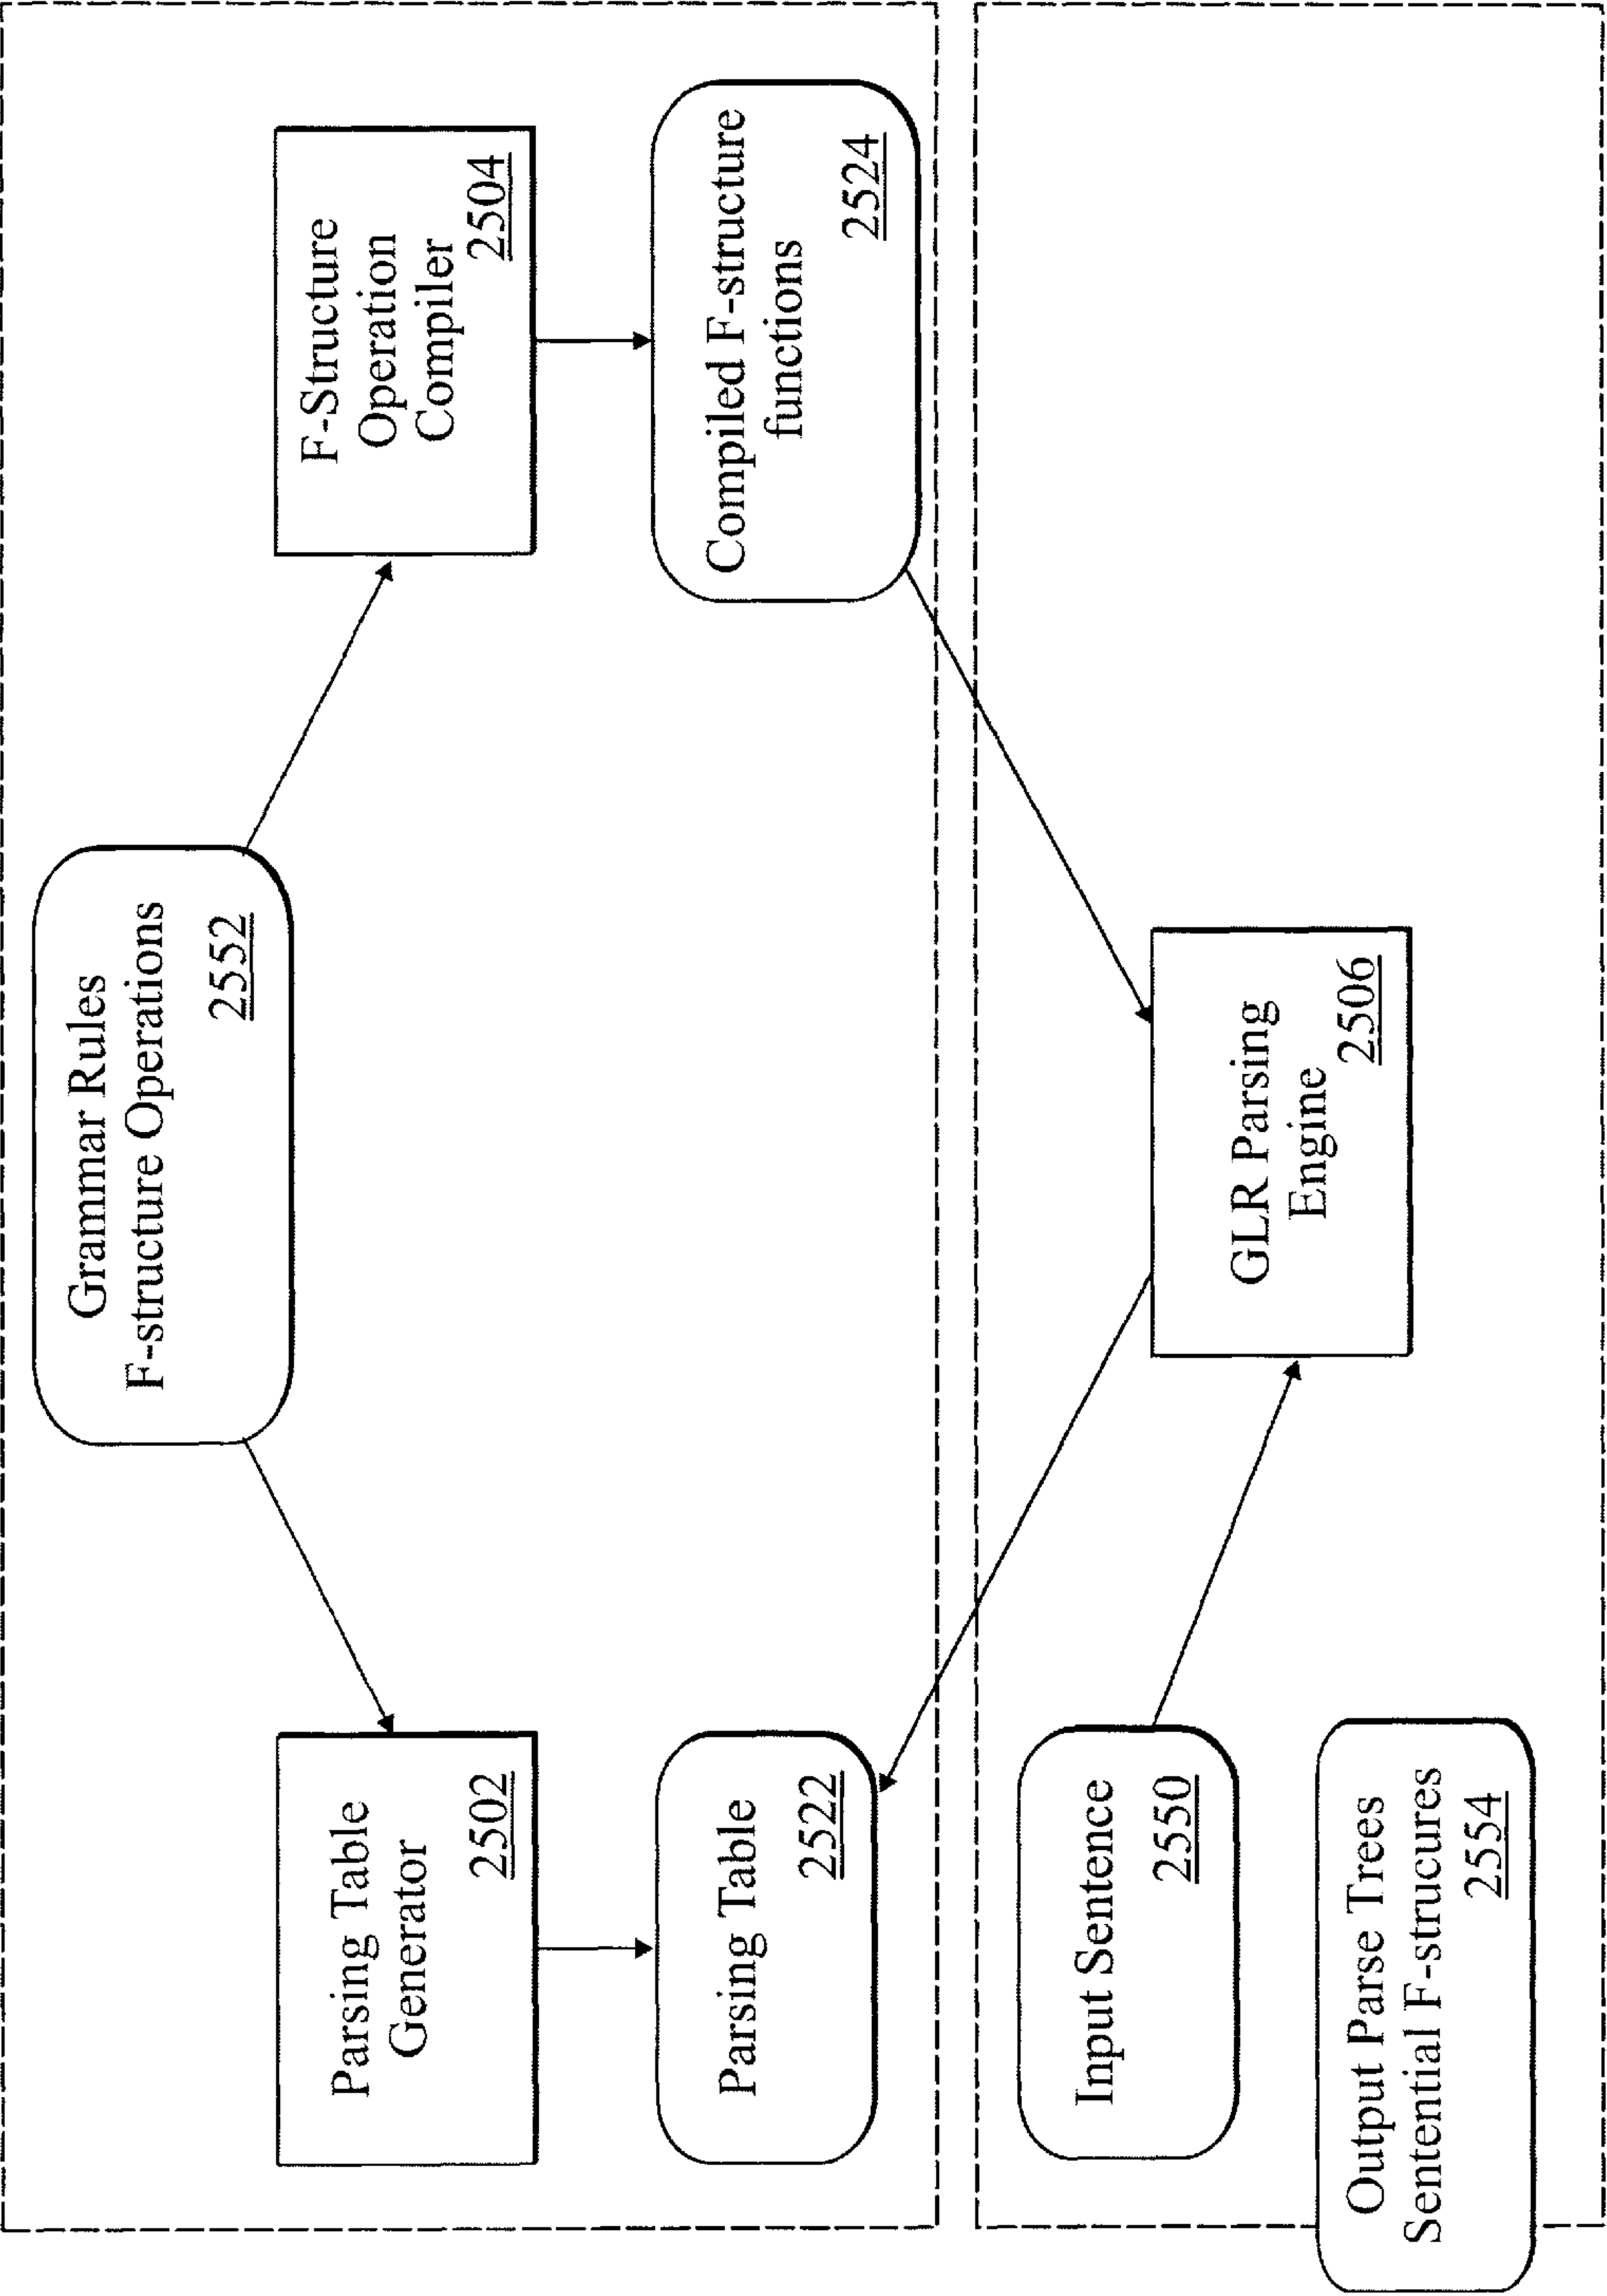 Grammar Rules
F-structure Operations
2552
Parsing Table
Generator
2502
F-Structure
Operation
Compiler
2504
Parsing Table
2522
Compiled F-structure
functions
2524
Input Sentence
2550
GLR Parsing
Engine
2506
Output Parse Trees
Sentential F-strucures
2554